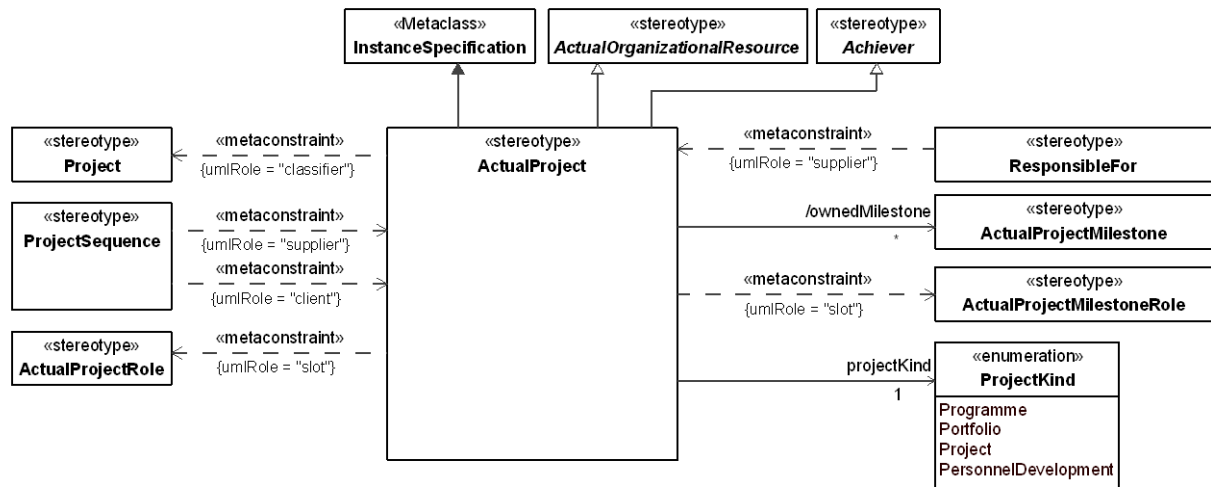 «Metaclass»
InstanceSpecification
«stereotype»
ActualOrganizationalResource
«stereotype»
Achiever
«stereotype»
Project
«metaconstraint»
{umlRole = "classifier"}
«stereotype»
ActualProject
«metaconstraint»
{umlRole = "supplier"}
«stereotype»
ResponsibleFor
«stereotype»
ProjectSequence
«metaconstraint»
{umlRole = "supplier"}
«metaconstraint»
{umlRole = "client"}
/ownedMilestone
*
«stereotype»
ActualProjectMilestone
«metaconstraint»
{umlRole = "slot"}
«stereotype»
ActualProjectMilestoneRole
«stereotype»
ActualProjectRole
«metaconstraint»
{umlRole = "slot"}
projectKind
1
«enumeration»
ProjectKind
Programme
Portfolio
Project
PersonnelDevelopment